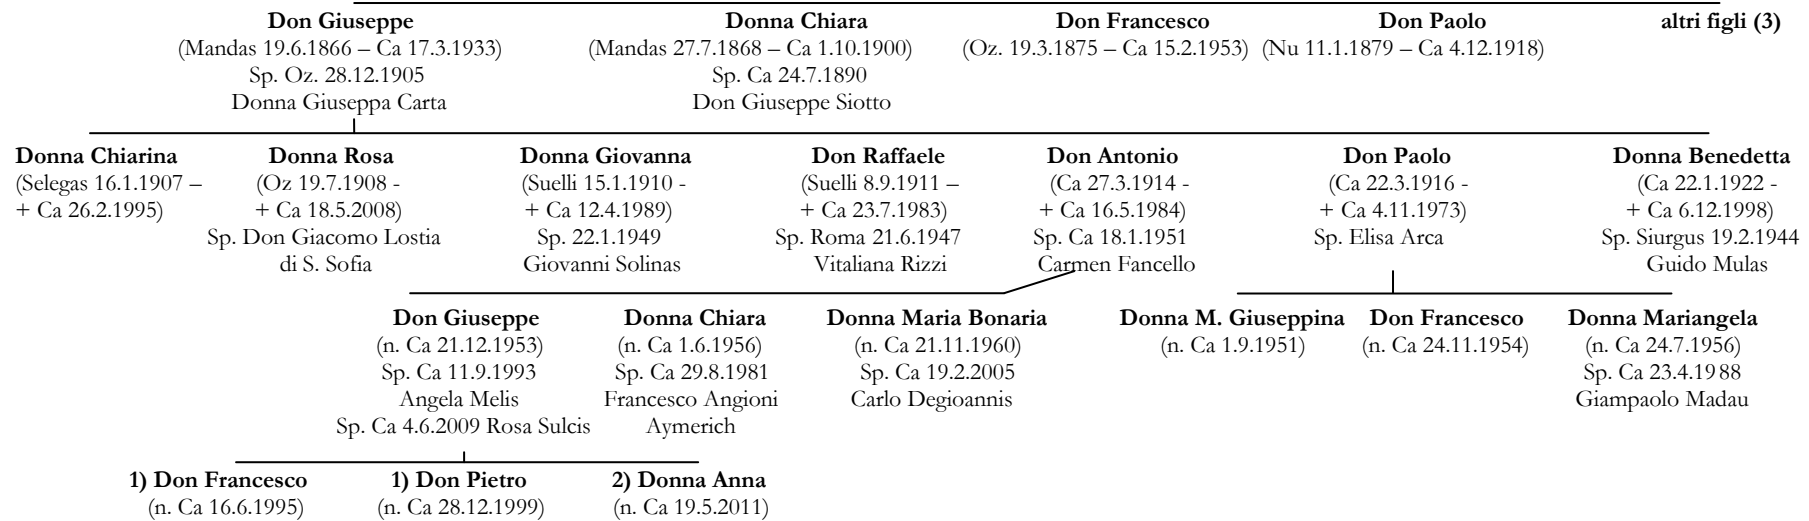 Don Giuseppe
(Mandas 19.6.1866 – Ca 17.3.1933)
Sp. Oz. 28.12.1905
Donna Giuseppa Carta
Donna Chiara
(Mandas 27.7.1868 – Ca 1.10.1900)
Sp. Ca 24.7.1890
Don Giuseppe Siotto
Don Francesco
(Oz. 19.3.1875 – Ca 15.2.1953)
Don Paolo
(Nu 11.1.1879 – Ca 4.12.1918)
altri figli (3)
Donna Chiarina
(Selegas 16.1.1907 –
+ Ca 26.2.1995)
Donna Rosa
(Oz 19.7.1908 -
+ Ca 18.5.2008)
Sp. Don Giacomo Lostia
di S. Sofia
Donna Giovanna
(Suelli 15.1.1910 -
+ Ca 12.4.1989)
Sp. 22.1.1949
Giovanni Solinas
Don Raffaele
(Suelli 8.9.1911 –
+ Ca 23.7.1983)
Sp. Roma 21.6.1947
Vitaliana Rizzi
Don Antonio
(Ca 27.3.1914 -
+ Ca 16.5.1984)
Sp. Ca 18.1.1951
Carmen Fancello
Don Paolo
(Ca 22.3.1916 -
+ Ca 4.11.1973)
Sp. Elisa Arca
Donna Benedetta
(Ca 22.1.1922 -
+ Ca 6.12.1998)
Sp. Siurgus 19.2.1944
Guido Mulas
Don Giuseppe
(n. Ca 21.12.1953)
Sp. Ca 11.9.1993
Angela Melis
Sp. Ca 4.6.2009 Rosa Sulcis
Donna Chiara
(n. Ca 1.6.1956)
Sp. Ca 29.8.1981
Francesco Angioni
Aymerich
Donna Maria Bonaria
(n. Ca 21.11.1960)
Sp. Ca 19.2.2005
Carlo Degioannis
Donna M. Giuseppina
(n. Ca 1.9.1951)
Don Francesco
(n. Ca 24.11.1954)
Donna Mariangela
(n. Ca 24.7.1956)
Sp. Ca 23.4.1988
Giampaolo Madau
1) Don Francesco
(n. Ca 16.6.1995)
1) Don Pietro
(n. Ca 28.12.1999)
2) Donna Anna
(n. Ca 19.5.2011)